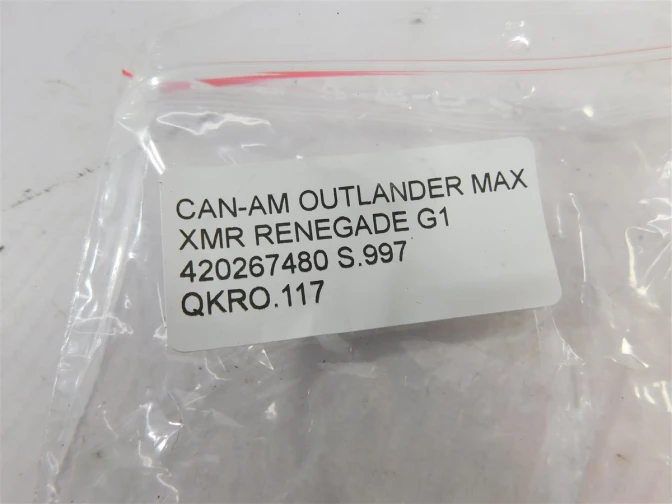 CAN-AM OUTLANDER MAX
XMR RENEGADE G1
420267480 S.997
QKRO.117